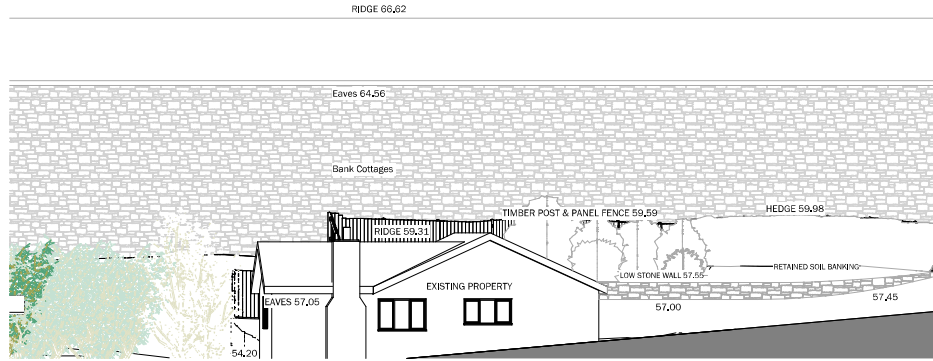 RIDGE 66.62
Eaves 64.56
Bank Cottages
HEDGE 59.98
TIMBER POST & PANEL FENCE 59.59
RIDGE 59.31
RETAINED SOIL BANKING
LOW STONE WALL 57.55
EXISTING PROPERTY
57.45
EAVES 57.05
57.00
54.20